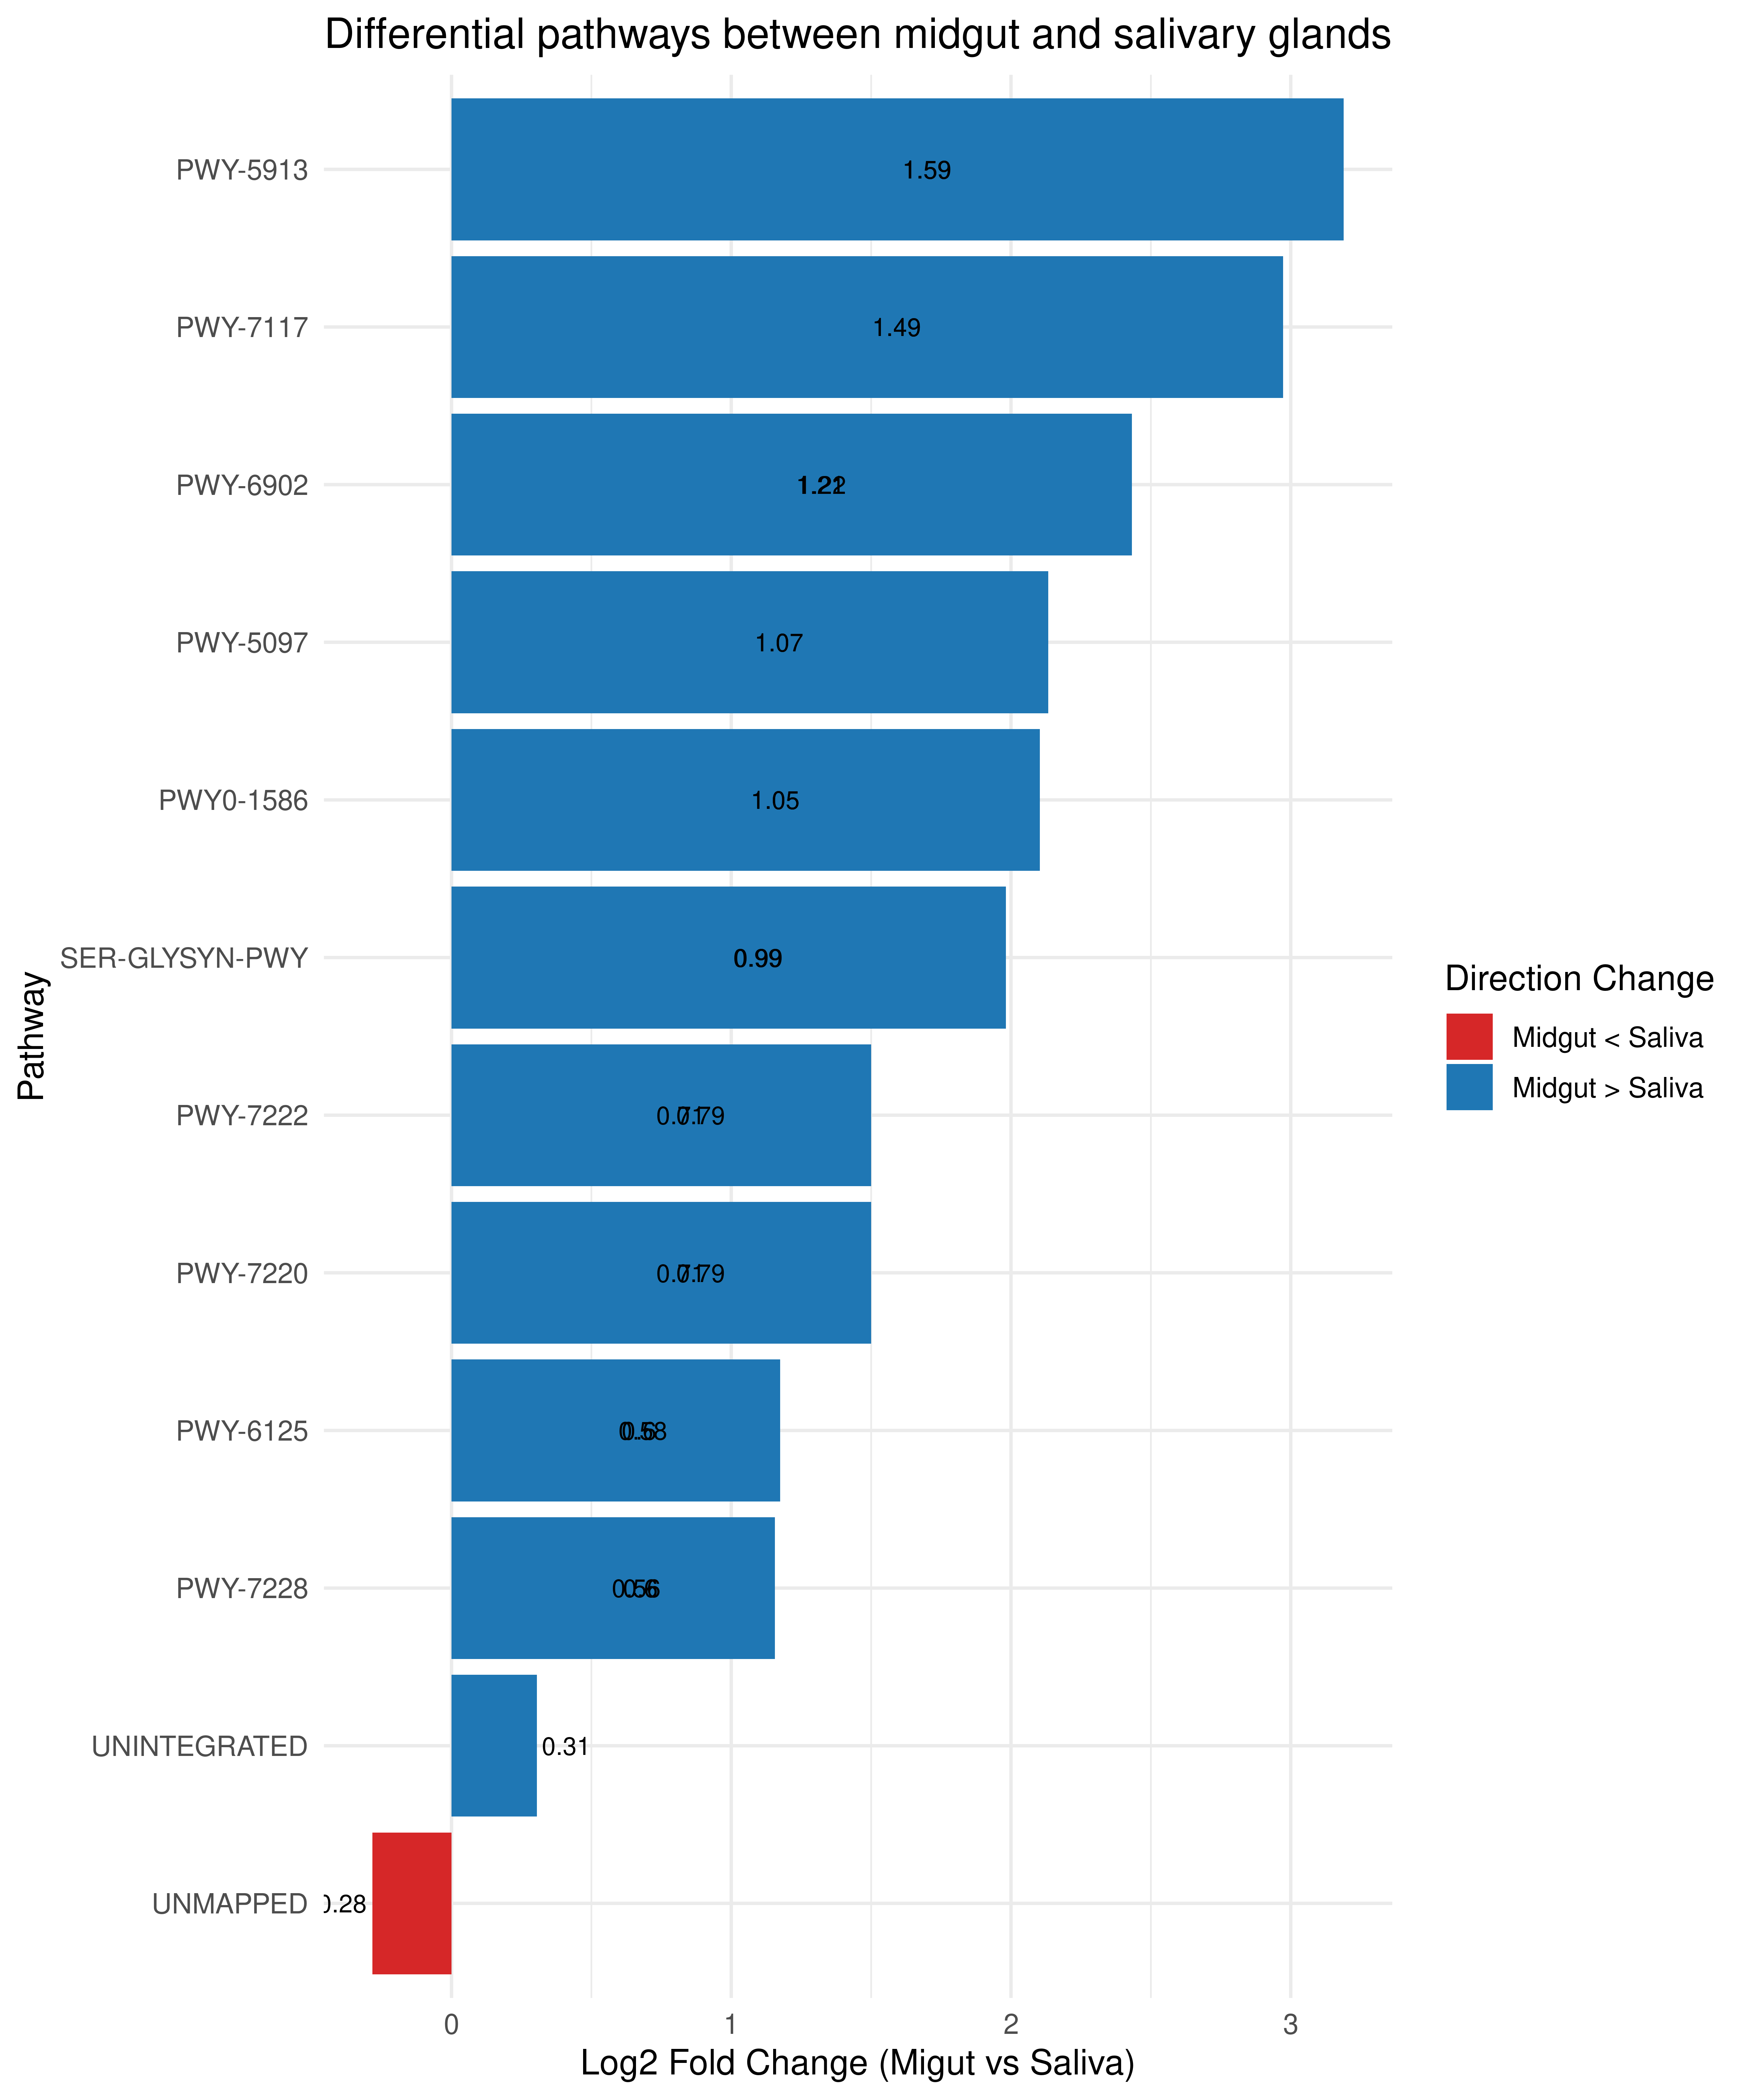 Differential pathways between midgut and salivary glands
Pathway
PWY-5913
1.59
PWY-7117
1.49
PWY-6902
PWY-5097
1.07
PWY0-1586
1.05
SER-GLYSYN-PWY
0.99
PWY-7222
PWY-7220
PWY-6125
PWY-7228
UNINTEGRATED
0.31
UNMAPPED
0.28
0 1 2 3
Log2 Fold Change (Migut vs Saliva)
Direction Change
Midgut < Saliva
Midgut > Saliva